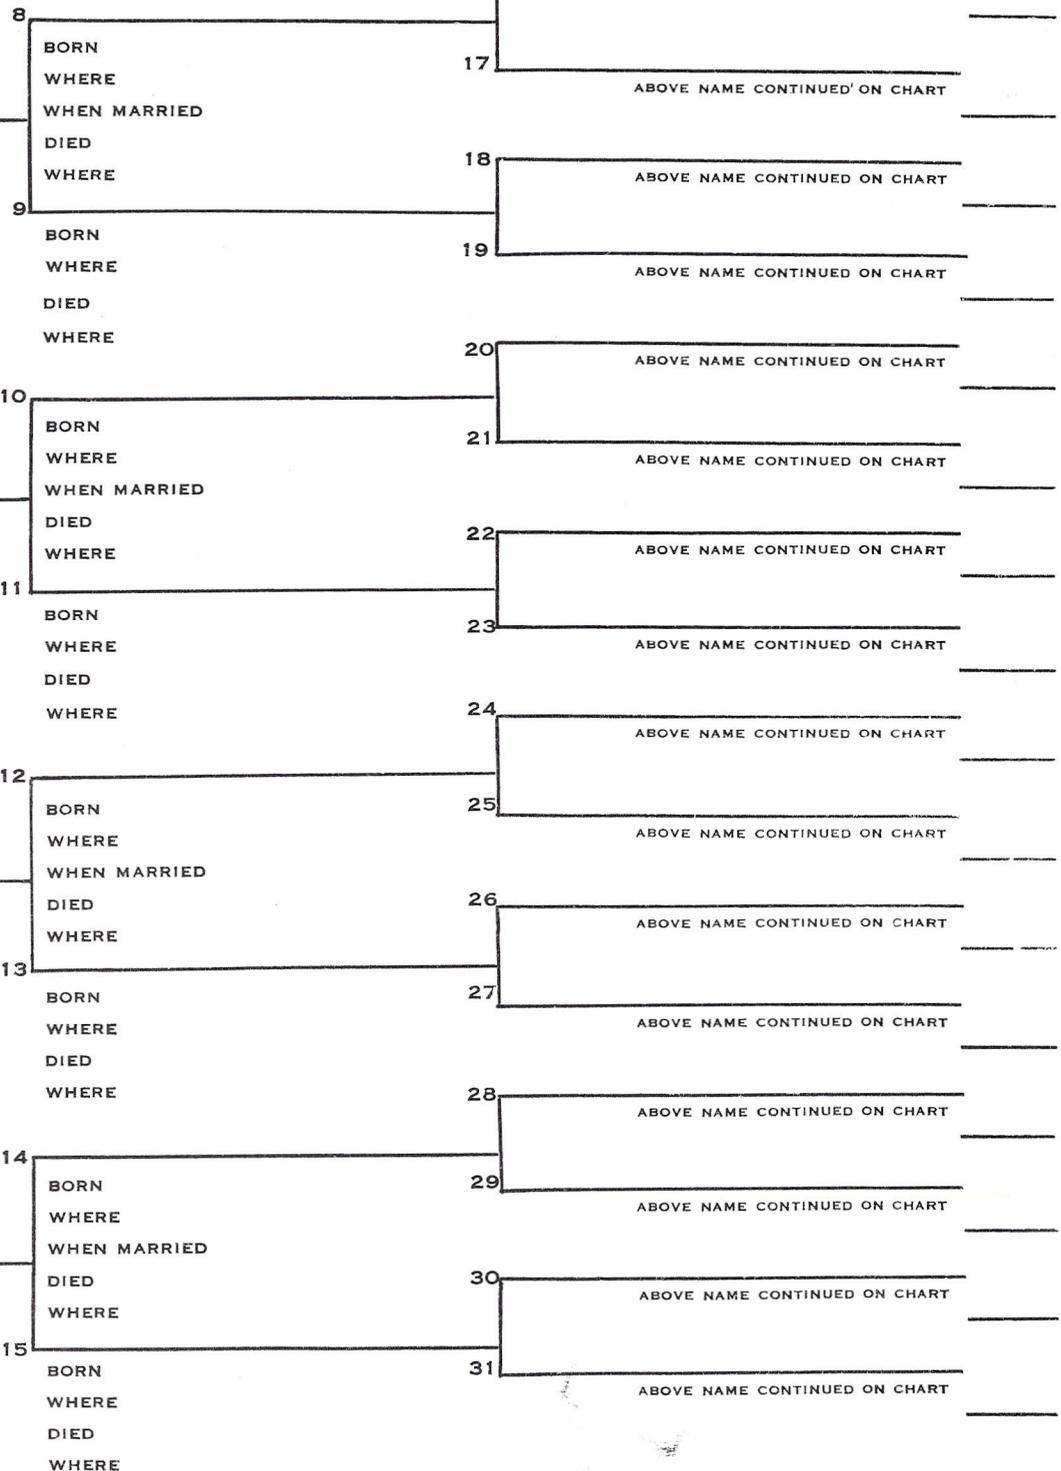 8
BORN
WHERE
WHEN MARRIED
DIED
WHERE
9
BORN
WHERE
DIED
WHERE
10
BORN
WHERE
WHEN MARRIED
DIED
WHERE
11
BORN
WHERE
DIED
WHERE
12
BORN
WHERE
WHEN MARRIED
DIED
WHERE
13
BORN
WHERE
DIED
WHERE
14
BORN
WHERE
WHEN MARRIED
DIED
WHERE
15
BORN
WHERE
DIED
WHERE
17
ABOVE NAME CONTINUED ON CHART
18
ABOVE NAME CONTINUED ON CHART
19
ABOVE NAME CONTINUED ON CHART
20
ABOVE NAME CONTINUED ON CHART
21
ABOVE NAME CONTINUED ON CHART
22
ABOVE NAME CONTINUED ON CHART
23
ABOVE NAME CONTINUED ON CHART
24
ABOVE NAME CONTINUED ON CHART
25
ABOVE NAME CONTINUED ON CHART
26
ABOVE NAME CONTINUED ON CHART
27
ABOVE NAME CONTINUED ON CHART
28
ABOVE NAME CONTINUED ON CHART
29
ABOVE NAME CONTINUED ON CHART
30
ABOVE NAME CONTINUED ON CHART
31
ABOVE NAME CONTINUED ON CHART